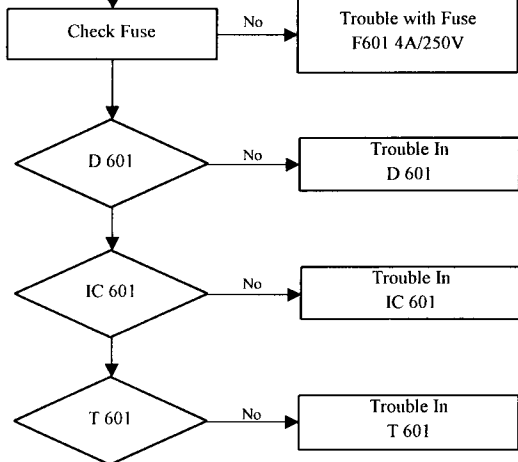 Check Fuse
No
Trouble with Fuse
F601 4A/250V
D 601
No
Trouble In
D 601
IC 601
No
Trouble In
IC 601
T 601
No
Trouble In
T 601